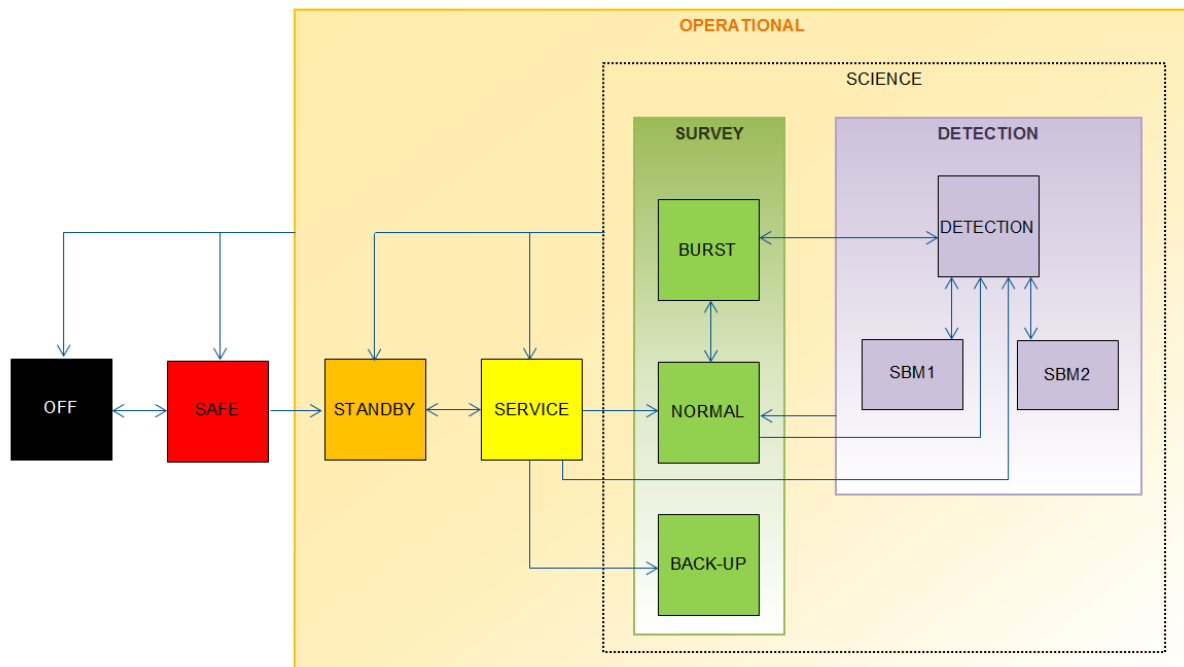 OPERATIONAL
SCIENCE
SURVEY
DETECTION
BURST
DETECTION
OFF
SAFE
STANDBY
SERVICE
NORMAL
SBM1
SBM2
BACK-UP